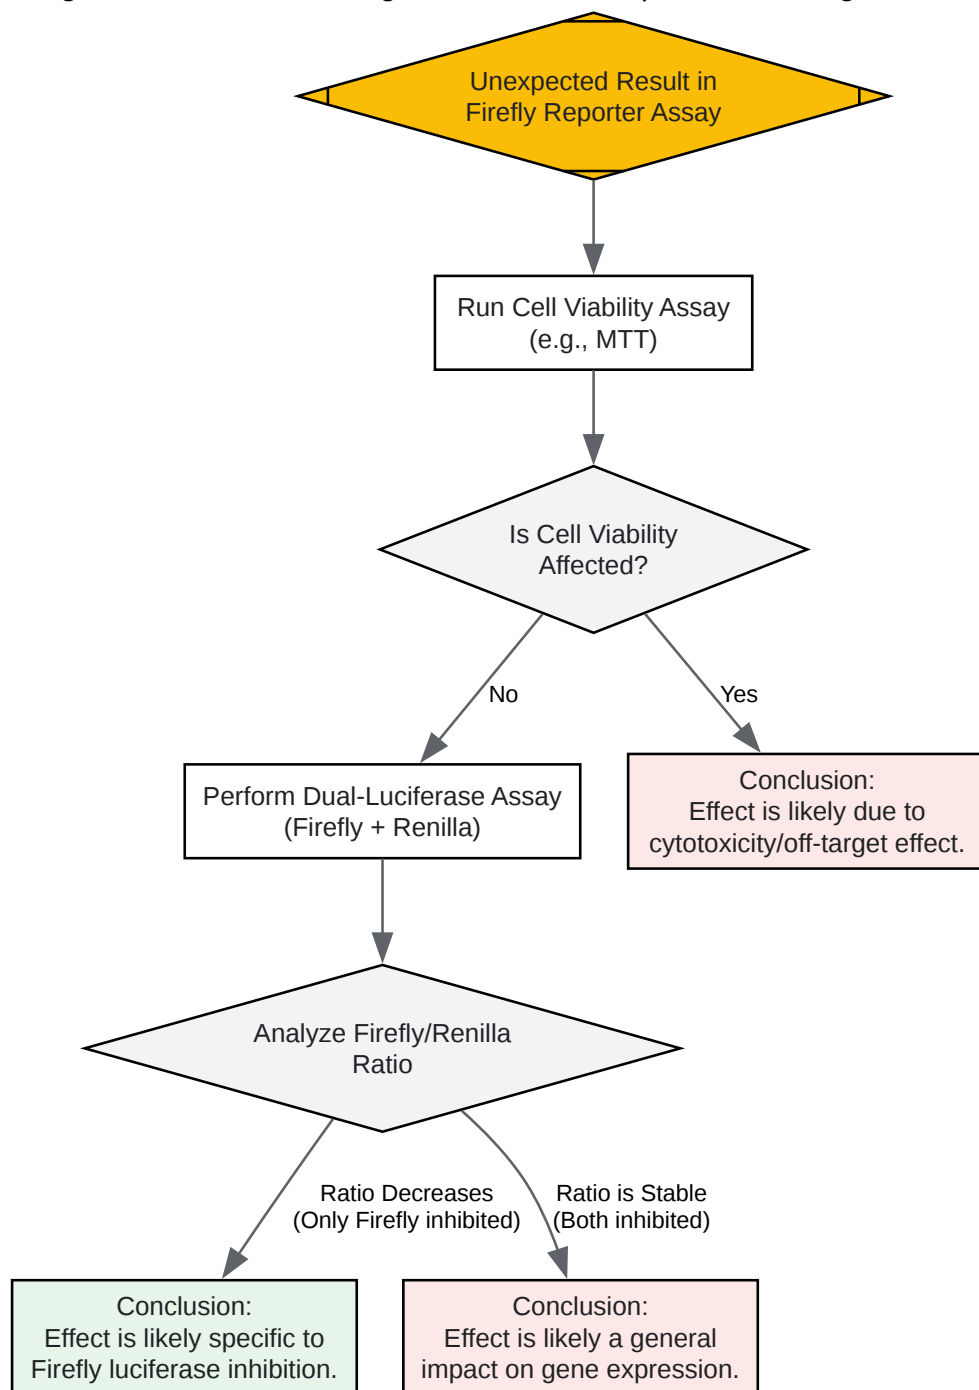 Unexpected Result in
Firefly Reporter Assay
Run Cell Viability Assay
(e.g., MTT)
Is Cell Viability
Affected?
No
Yes
Perform Dual-Luciferase Assay
(Firefly + Renilla)
Conclusion:
Effect is likely due to
cytotoxicity/off-target effect.
Analyze Firefly/Renilla
Ratio
Ratio Decreases
(Only Firefly inhibited)
Ratio is Stable
(Both inhibited)
Conclusion:
Effect is likely specific to
Firefly luciferase inhibition.
Conclusion:
Effect is likely a general
impact on gene expression.